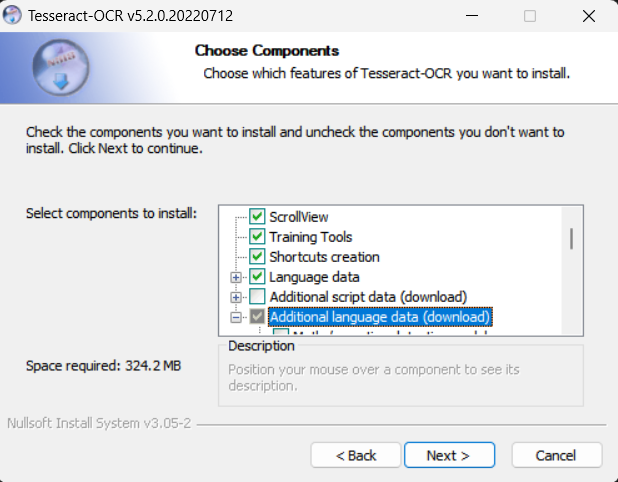 Tesseract-OCR v5.2.0.20220712
Choose Components
Choose which features of Tesseract-OCR you want to install.
Check the components you want to install and uncheck the components you don't want to
install. Click Next to continue.
Select components to install:
ScrollView
Training Tools
Shortcuts creation
Language data
Additional script data (download)
Additional language data (download)
Space required: 324.2 MB
Description
Position your mouse over a component to see its
description.
Nullsoft Install System v3.05-2
< Back
Next >
Cancel